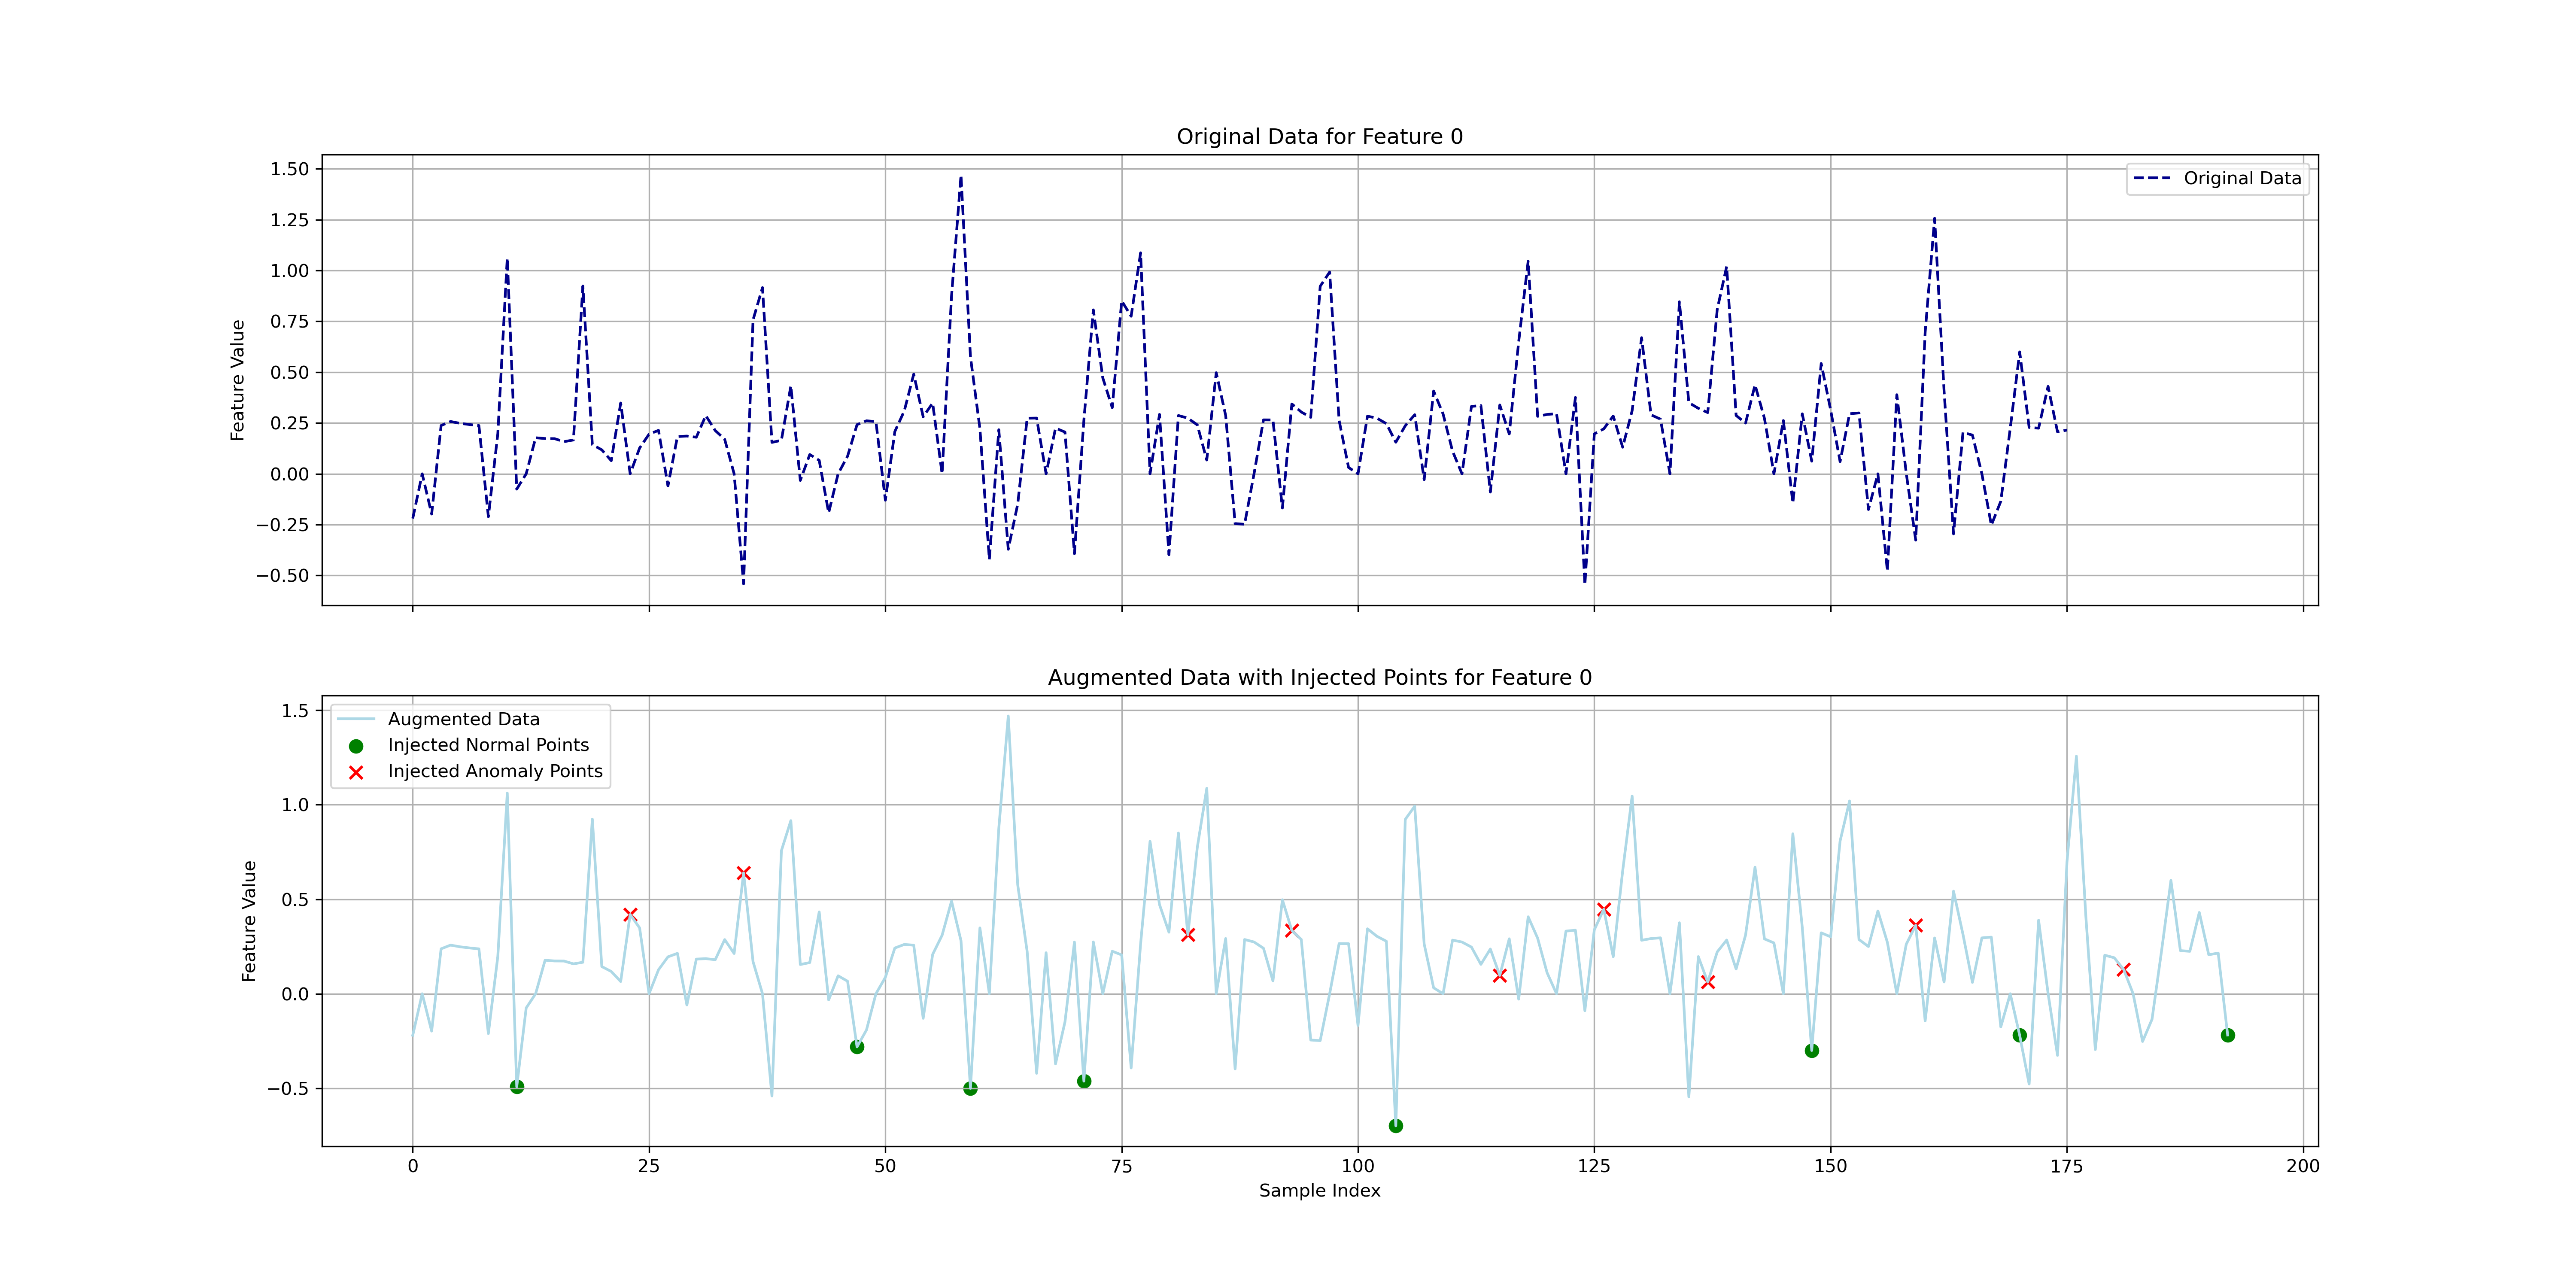 Original Data for Feature 0
1.50
1.25
1.00
0.75
0.50
0.25
0.00
−0.25
−0.50
Feature Value
Original Data
Augmented Data with Injected Points for Feature 0
1.5
1.0
0.5
0.0
−0.5
Feature Value
Augmented Data
Injected Normal Points
Injected Anomaly Points
0 25 50 75 100 125 150 175 200
Sample Index